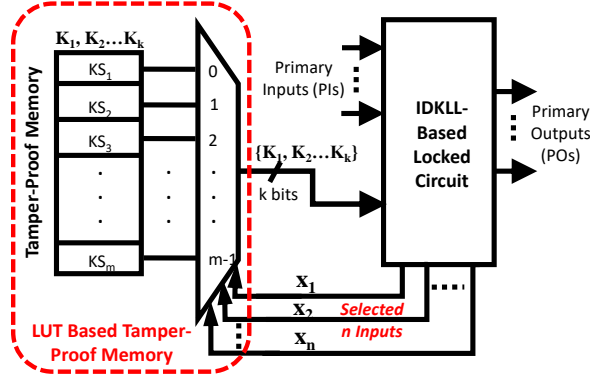 K₁, K₂...Kₖ
Tamper-Proof Memory
KS₁
KS₂
KS₃
.
.
.
KSₘ
0
1
2
.
.
.
m-1
LUT Based Tamper-
Proof Memory
{K₁, K₂...Kₖ}
k bits
Primary
Inputs (PIs)
IDKLL-
Based
Locked
Circuit
Primary
Outputs
(POs)
x₁
x₂
xₙ
Selected
n Inputs